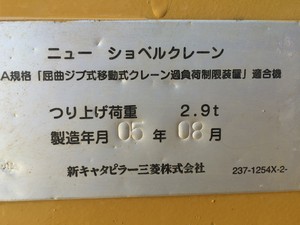 ニュー ショベルクレーン
A規格「屈曲ジブ式移動式クレーン過負荷制限装置」適合機
つり上げ荷重 2.9t
製造年月 05 年 08 月
新キャタピラー三菱株式会社 237-1254X-2-